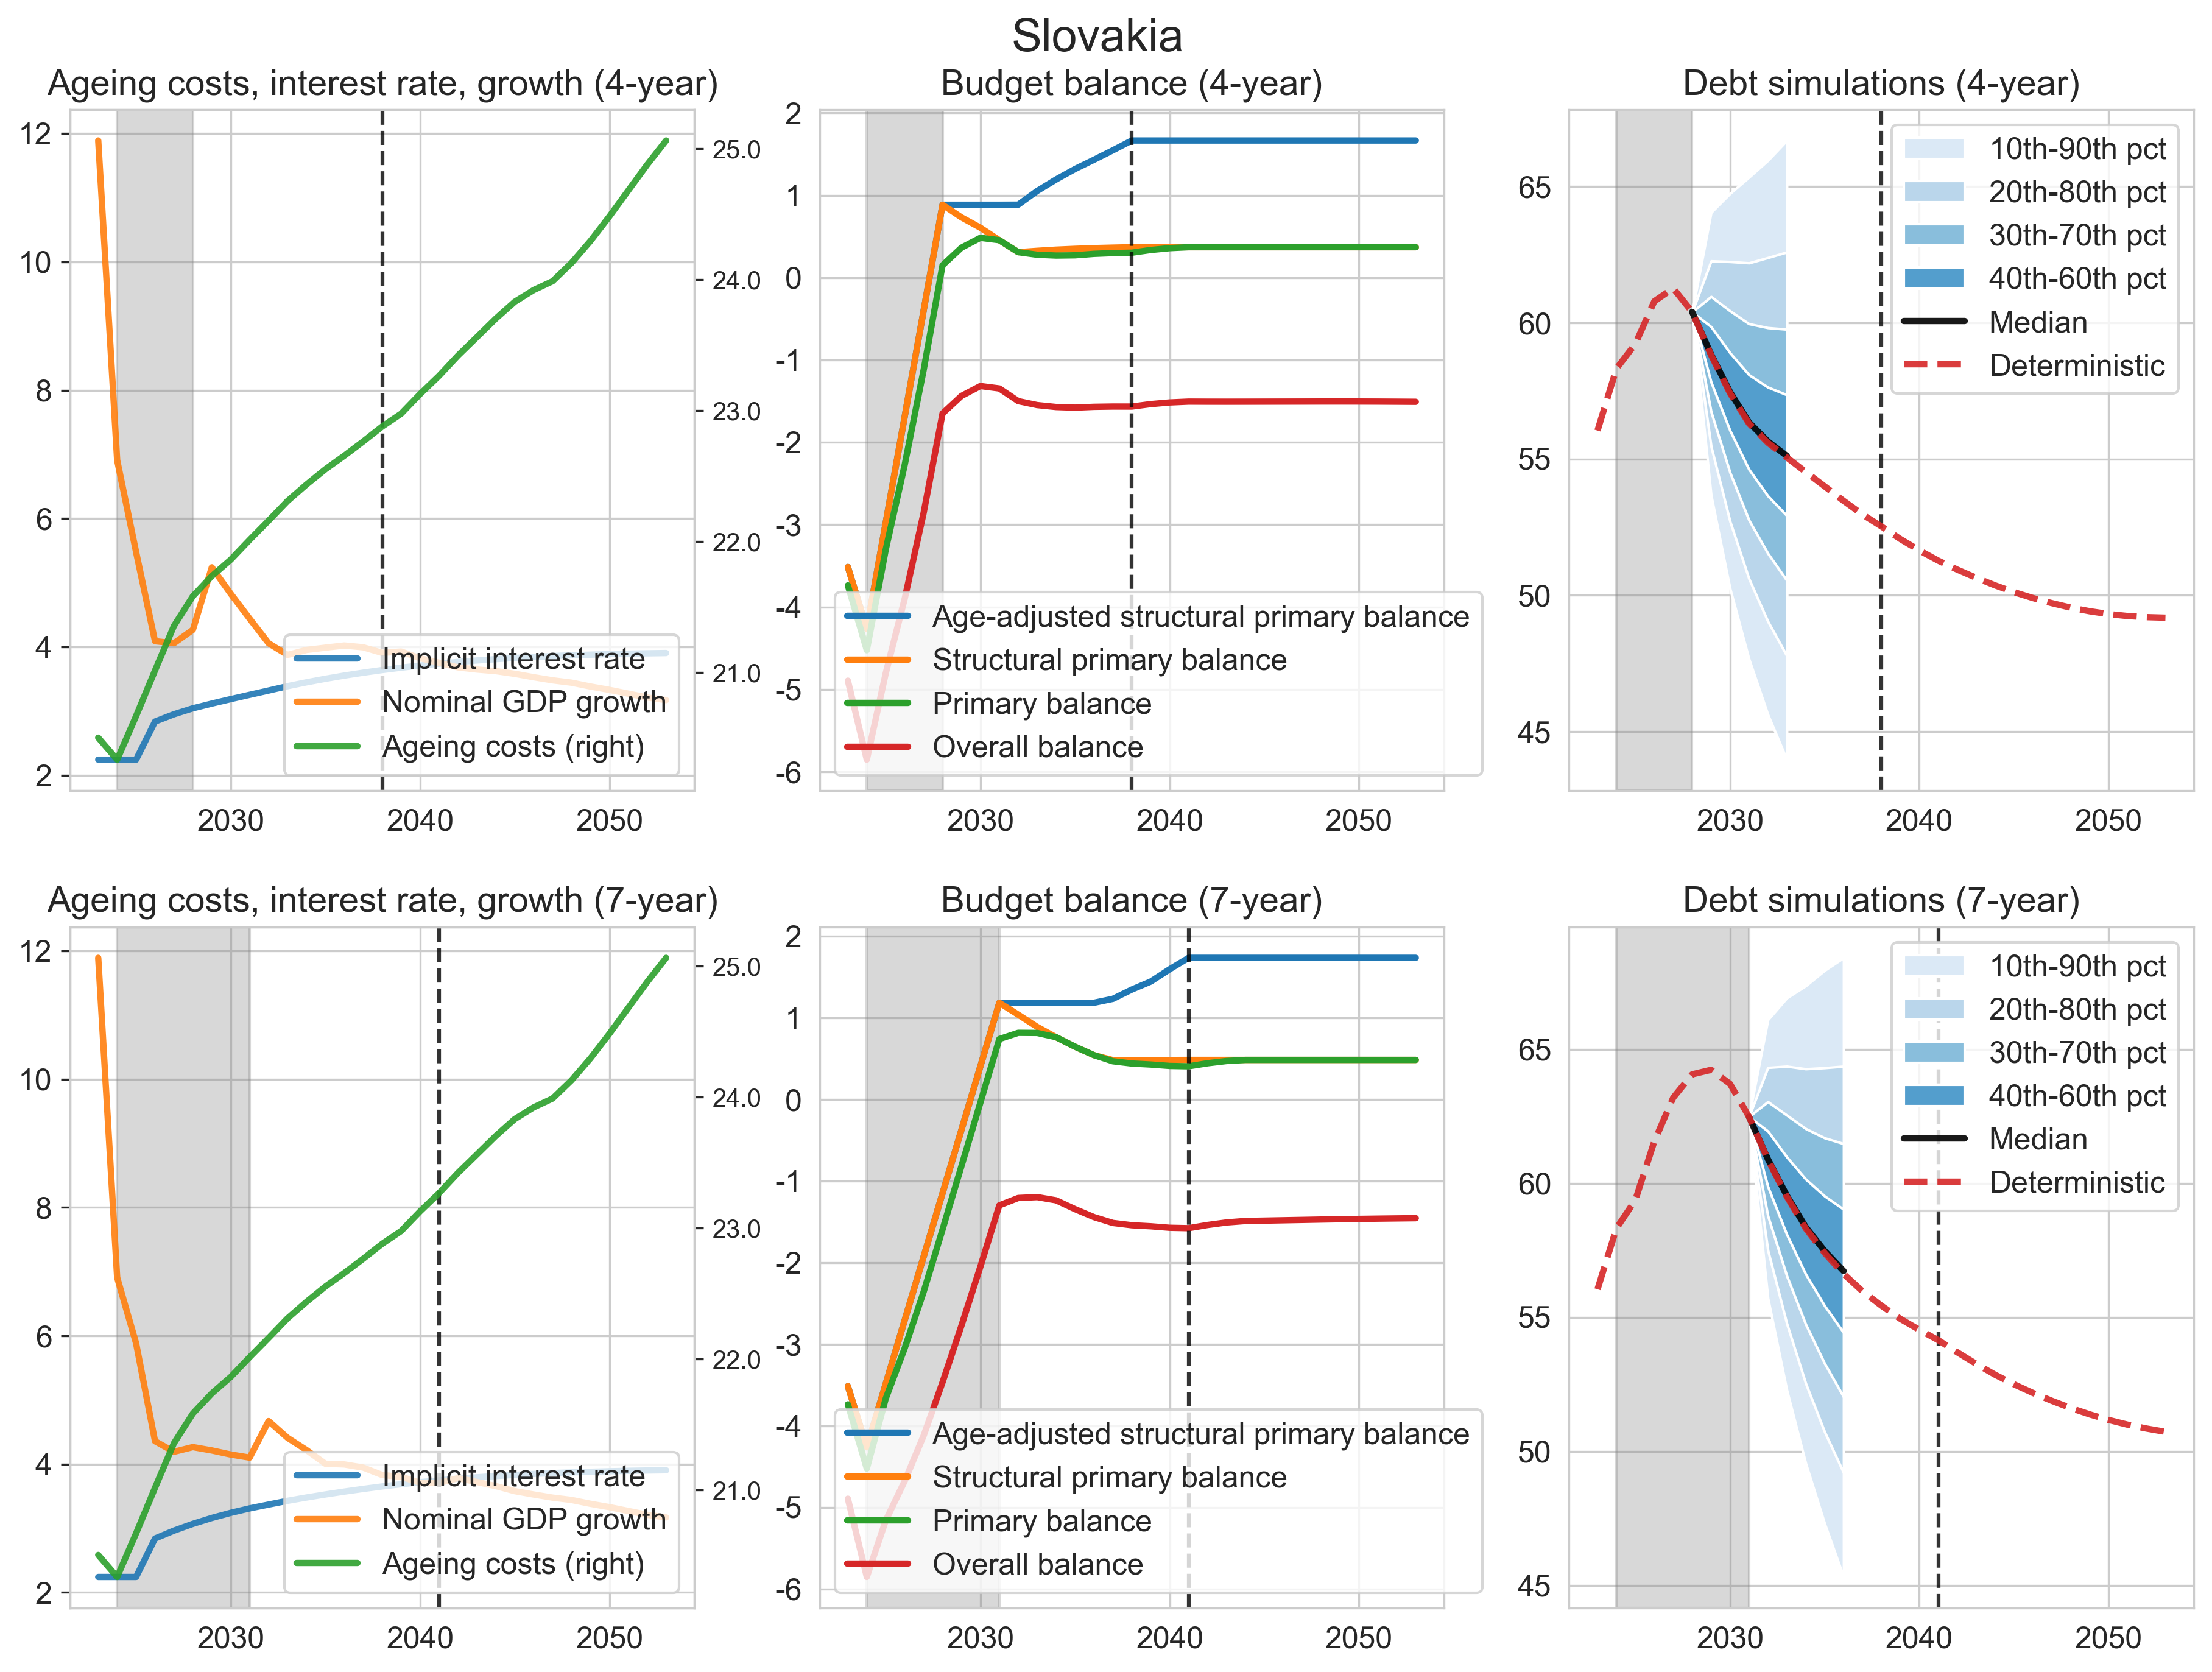 Slovakia
Ageing costs, interest rate, growth (4-year)
12
10
8
6
4
2
25.0
24.0
23.0
22.0
21.0
Implicit interest rate
Nominal GDP growth
Ageing costs (right)
2030
2040
2050
Budget balance (4-year)
2
1
0
-1
-2
-3
-4
-5
-6
Age-adjusted structural primary balance
Structural primary balance
Primary balance
Overall balance
2030
2040
2050
Debt simulations (4-year)
65
60
55
50
45
10th-90th pct
20th-80th pct
30th-70th pct
40th-60th pct
Median
Deterministic
2030
2040
2050
Ageing costs, interest rate, growth (7-year)
12
10
8
6
4
2
25.0
24.0
23.0
22.0
21.0
Implicit interest rate
Nominal GDP growth
Ageing costs (right)
2030
2040
2050
Budget balance (7-year)
2
1
0
-1
-2
-3
-4
-5
-6
Age-adjusted structural primary balance
Structural primary balance
Primary balance
Overall balance
2030
2040
2050
Debt simulations (7-year)
65
60
55
50
45
10th-90th pct
20th-80th pct
30th-70th pct
40th-60th pct
Median
Deterministic
2030
2040
2050